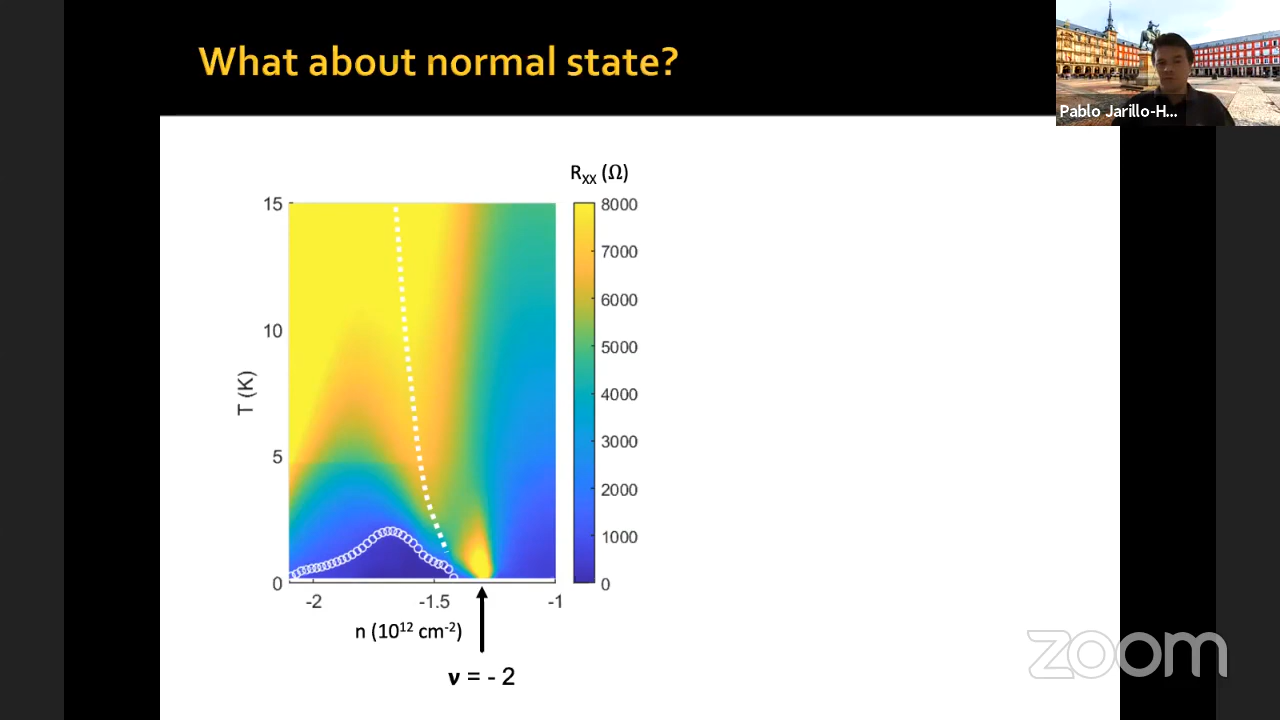 What about normal state?
Pablo Jarillo-H...
R_XX (Ω)
15
10
5
0
T (K)
8000
7000
6000
5000
4000
3000
2000
1000
0
-2
-1.5
-1
n (10¹² cm⁻²)
ν = - 2
zoom